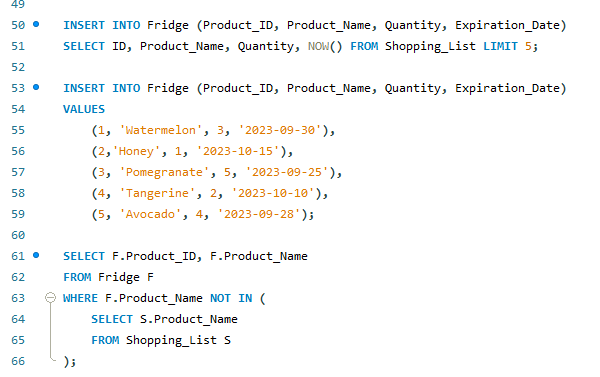 49
50 INSERT INTO Fridge (Product_ID, Product_Name, Quantity, Expiration_Date)
51 SELECT ID, Product_Name, Quantity, NOW() FROM Shopping_List LIMIT 5;
52
53 INSERT INTO Fridge (Product_ID, Product_Name, Quantity, Expiration_Date)
54 VALUES
55 (1, 'Watermelon', 3, '2023-09-30'),
56 (2,'Honey', 1, '2023-10-15'),
57 (3, 'Pomegranate', 5, '2023-09-25'),
58 (4, 'Tangerine', 2, '2023-10-10'),
59 (5, 'Avocado', 4, '2023-09-28');
60
61 SELECT F.Product_ID, F.Product_Name
62 FROM Fridge F
63 WHERE F.Product_Name NOT IN (
64 SELECT S.Product_Name
65 FROM Shopping_List S
66 );